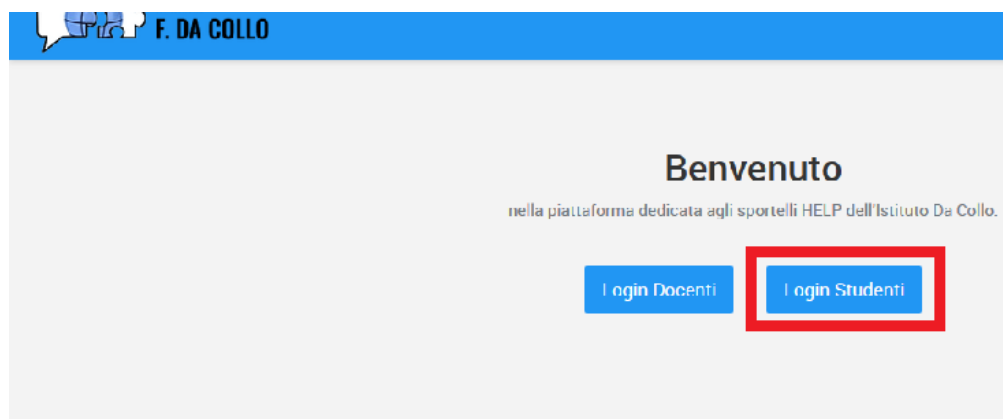 F. DA COLLO
Benvenuto
nella piattaforma dedicata agli sportelli HELP dell'Istituto Da Collo.
Login Docenti
Login Studenti